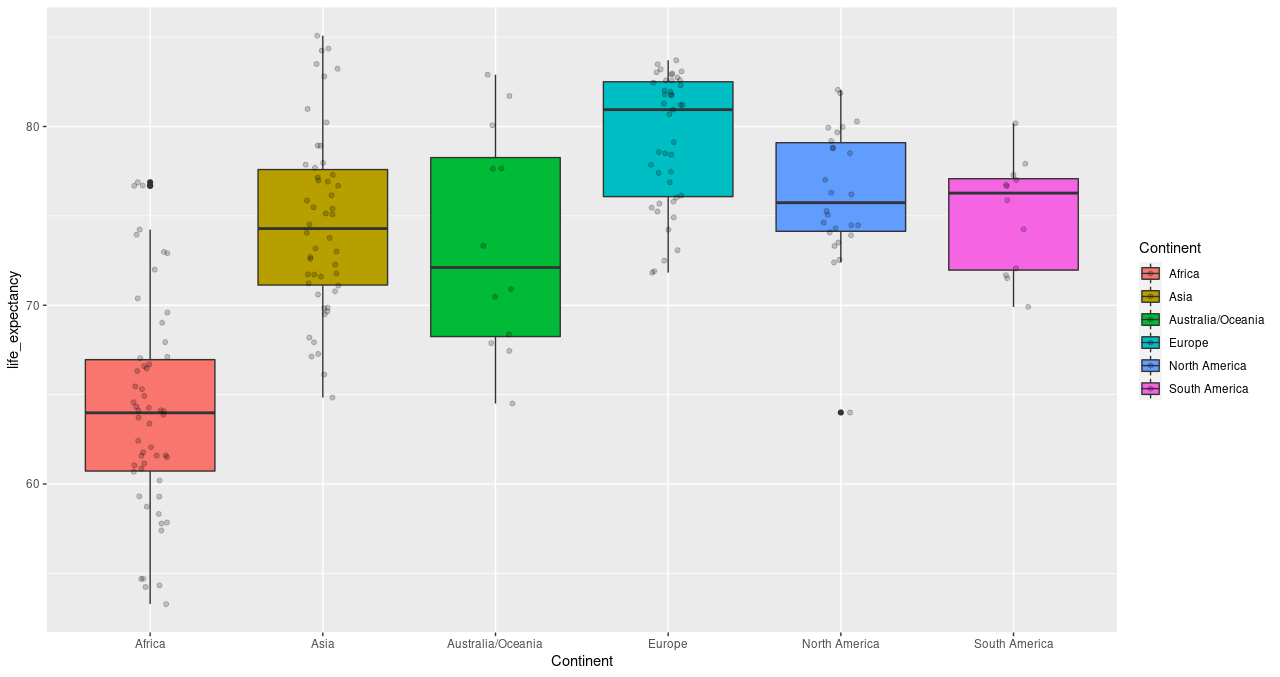 life_expectancy
80
70
60
Africa
Asia
Australia/Oceania
Europe
North America
South America
Continent
Continent
Africa
Asia
Australia/Oceania
Europe
North America
South America